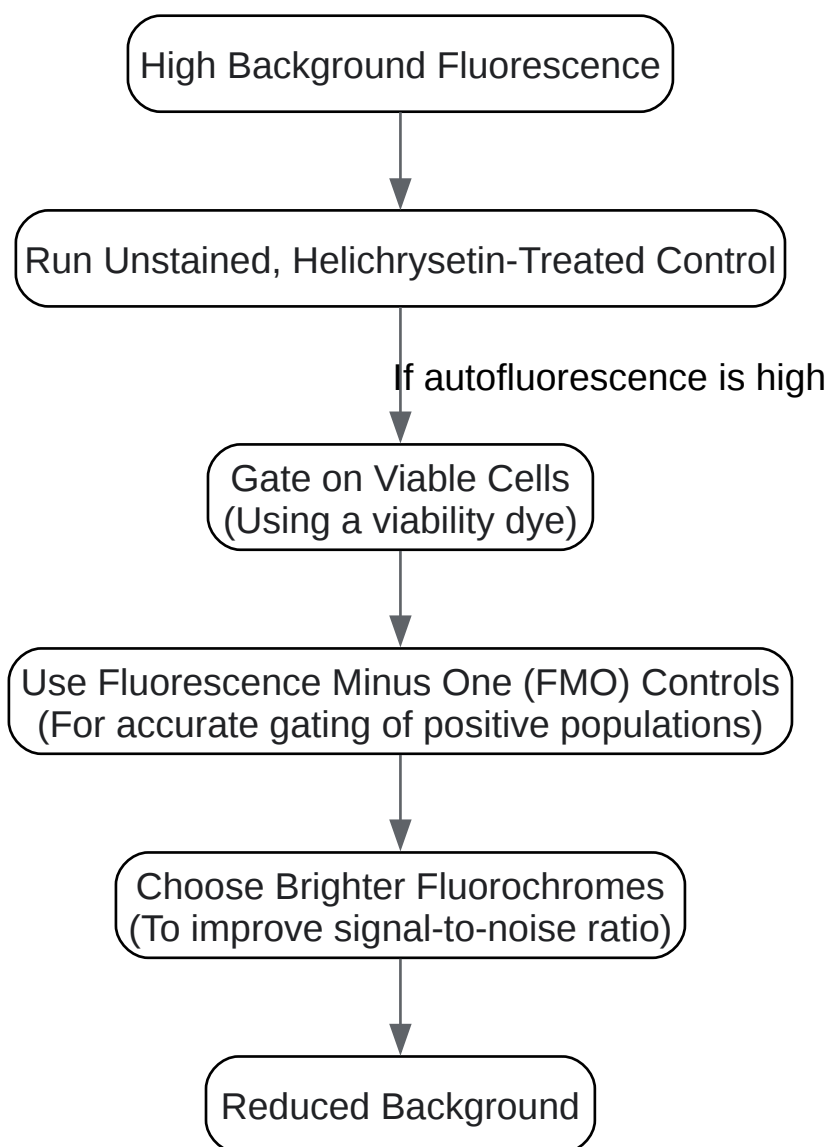 High Background Fluorescence
Run Unstained, Helichrysetin-Treated Control
If autofluorescence is high
Gate on Viable Cells
(Using a viability dye)
Use Fluorescence Minus One (FMO) Controls
(For accurate gating of positive populations)
Choose Brighter Fluorochromes
(To improve signal-to-noise ratio)
Reduced Background